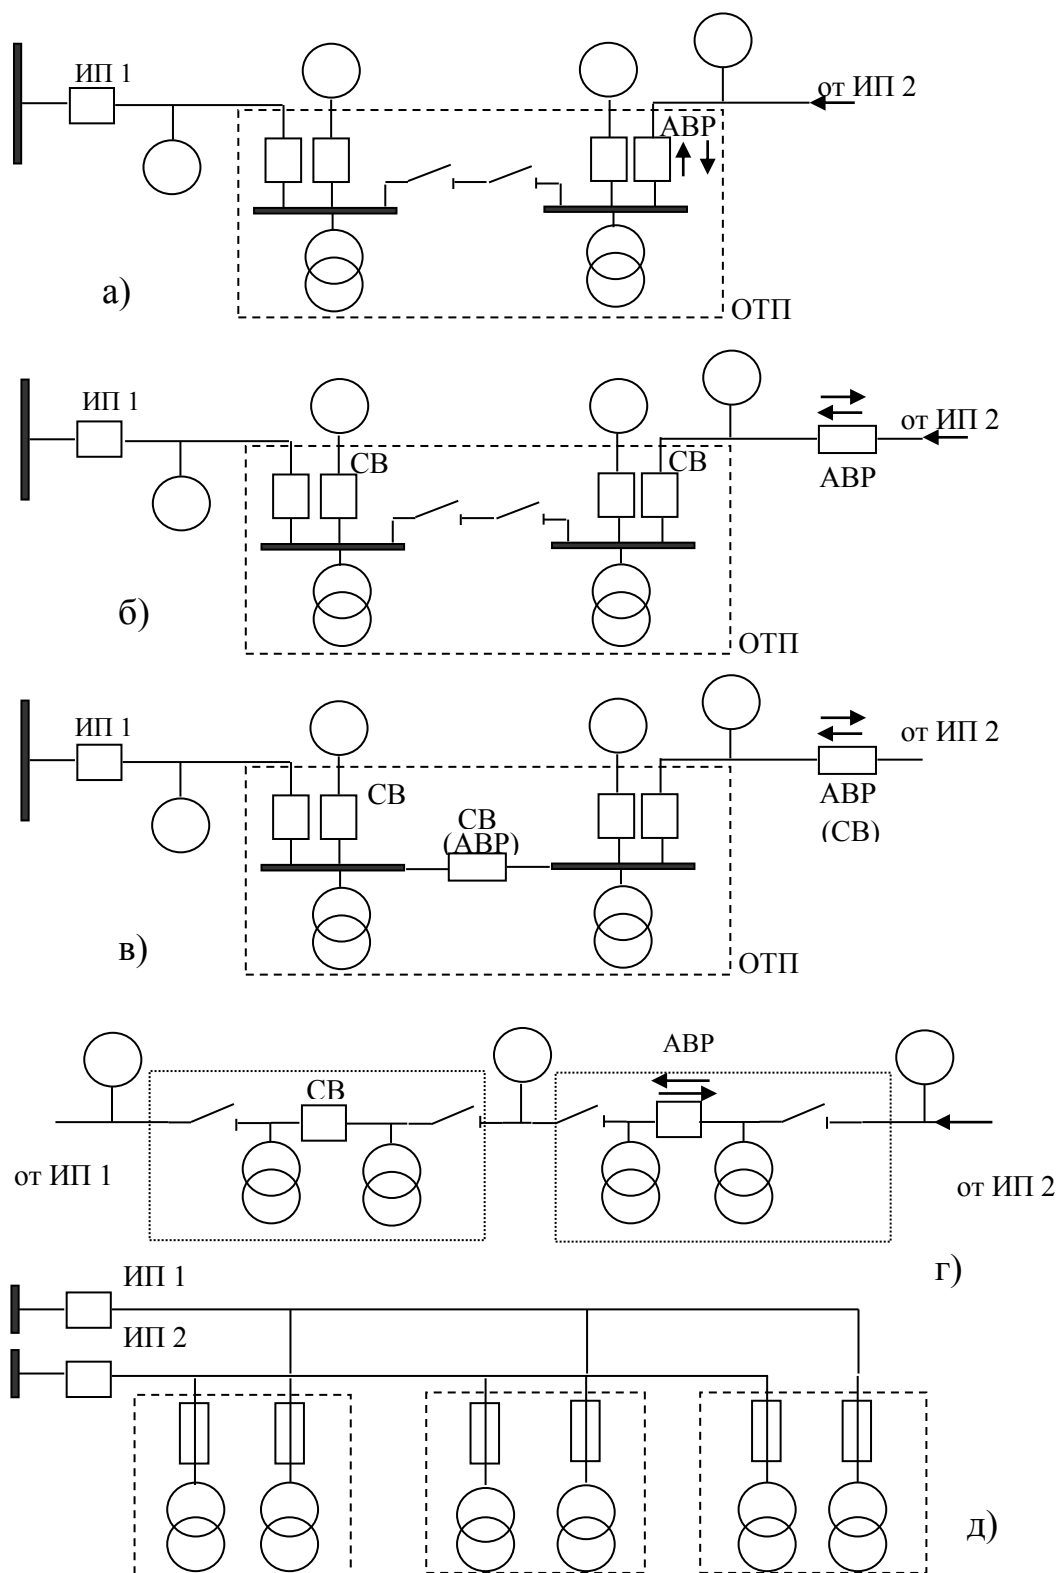 ИП 1
от ИП 2
АВР
а)
ОТП
ИП 1
от ИП 2
СВ
СВ
АВР
б)
ОТП
ИП 1
от ИП 2
СВ
АВР
СВ
(СВ)
(АВР)
в)
ОТП
АВР
СВ
от ИП 1
от ИП 2
г)
ИП 1
ИП 2
д)